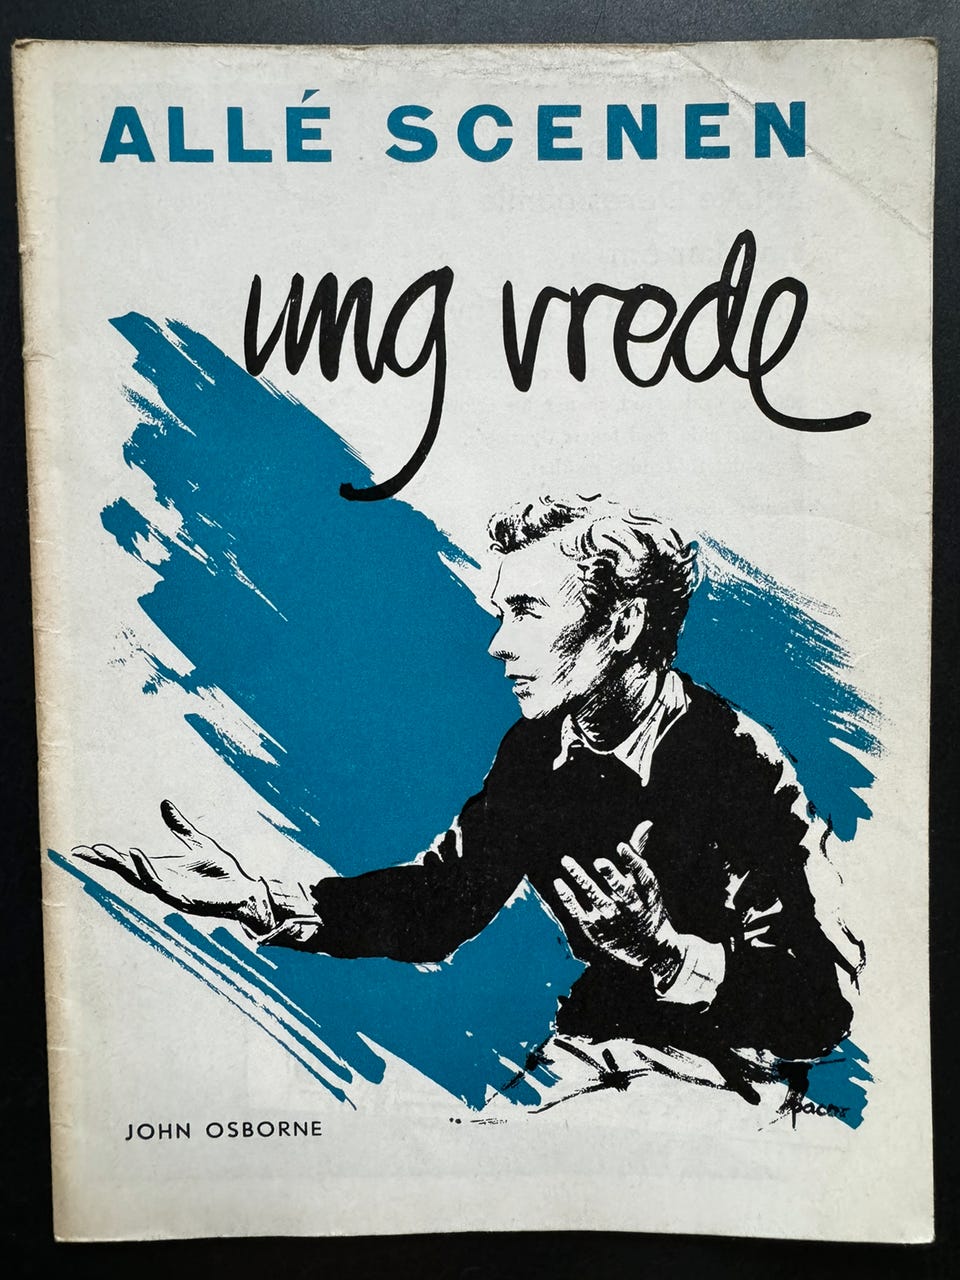 ALLÉ SCENEN
ung vrede
JOHN OSBORNE